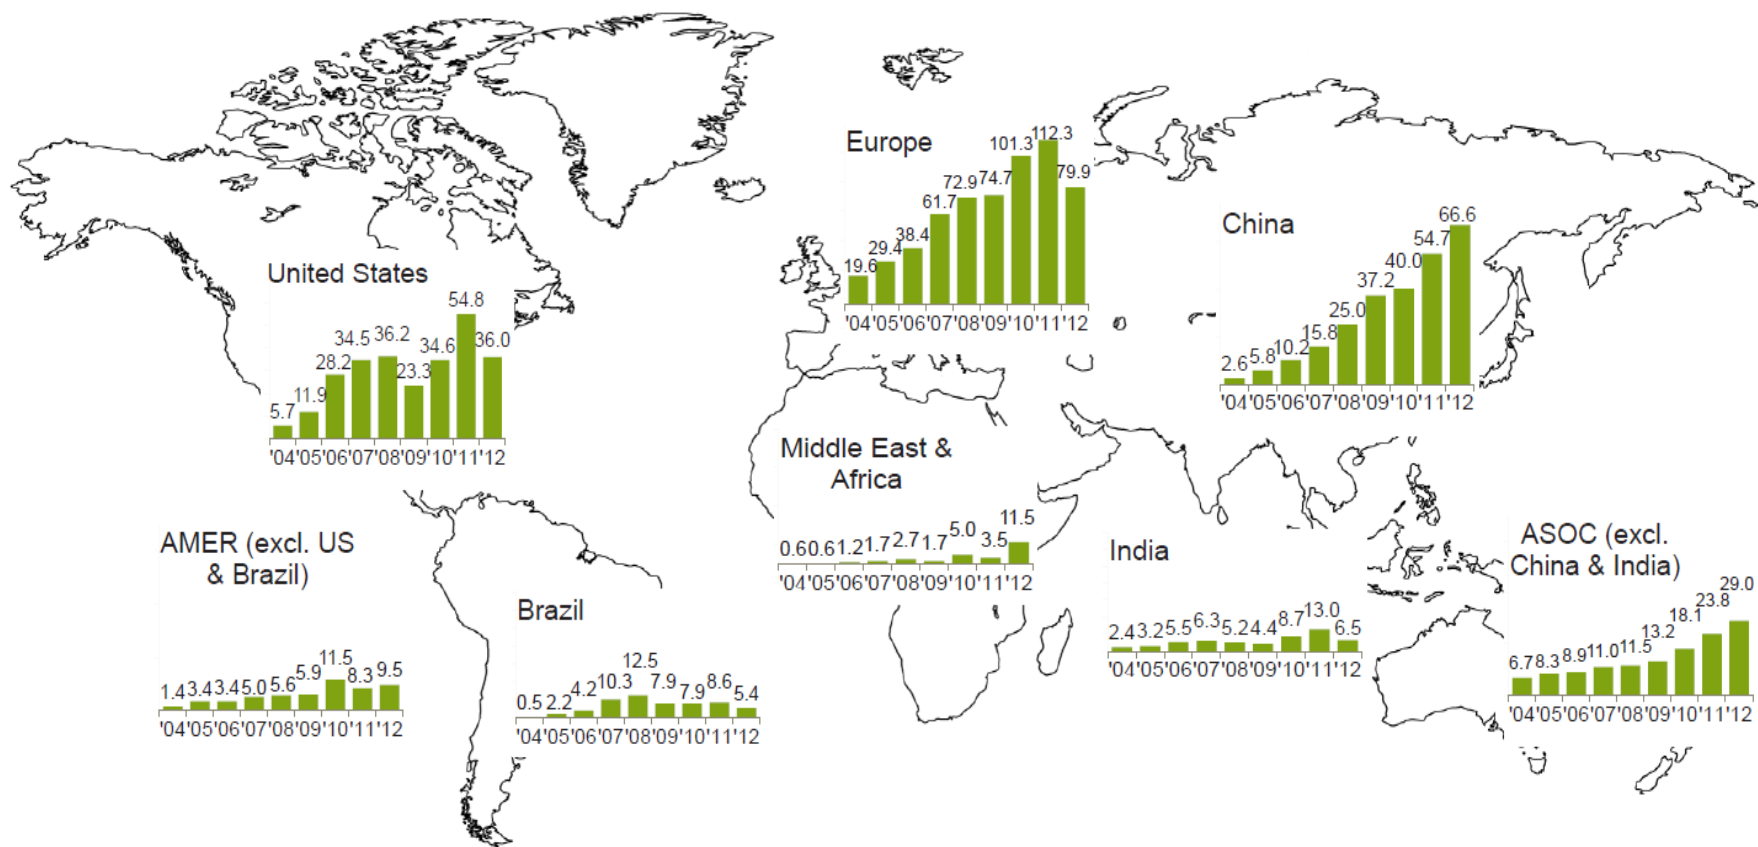 Europe
19.6 29.4 38.4 61.7 72.9 74.7 101.3 112.3 79.9
'04 '05 '06 '07 '08 '09 '10 '11 '12
China
2.6 5.8 10.2 15.8 25.0 37.2 40.0 54.7 66.6
'04 '05 '06 '07 '08 '09 '10 '11 '12
United States
5.7 11.9 28.2 34.5 36.2 23.3 34.6 54.8 36.0
'04 '05 '06 '07 '08 '09 '10 '11 '12
Middle East &
Africa
0.6 0.6 1.2 1.7 2.7 1.7 5.0 3.5 11.5
'04 '05 '06 '07 '08 '09 '10 '11 '12
AMER (excl. US
& Brazil)
1.4 3.4 3.4 5.0 5.6 5.9 11.5 8.3 9.5
'04 '05 '06 '07 '08 '09 '10 '11 '12
Brazil
0.5 2.2 4.2 10.3 12.5 7.9 7.9 8.6 5.4
'04 '05 '06 '07 '08 '09 '10 '11 '12
India
2.4 3.2 5.5 6.3 5.2 4.4 8.7 13.0 6.5
'04 '05 '06 '07 '08 '09 '10 '11 '12
ASOC (excl.
China & India)
6.7 8.3 8.9 11.0 11.5 13.2 18.1 23.8 29.0
'04 '05 '06 '07 '08 '09 '10 '11 '12